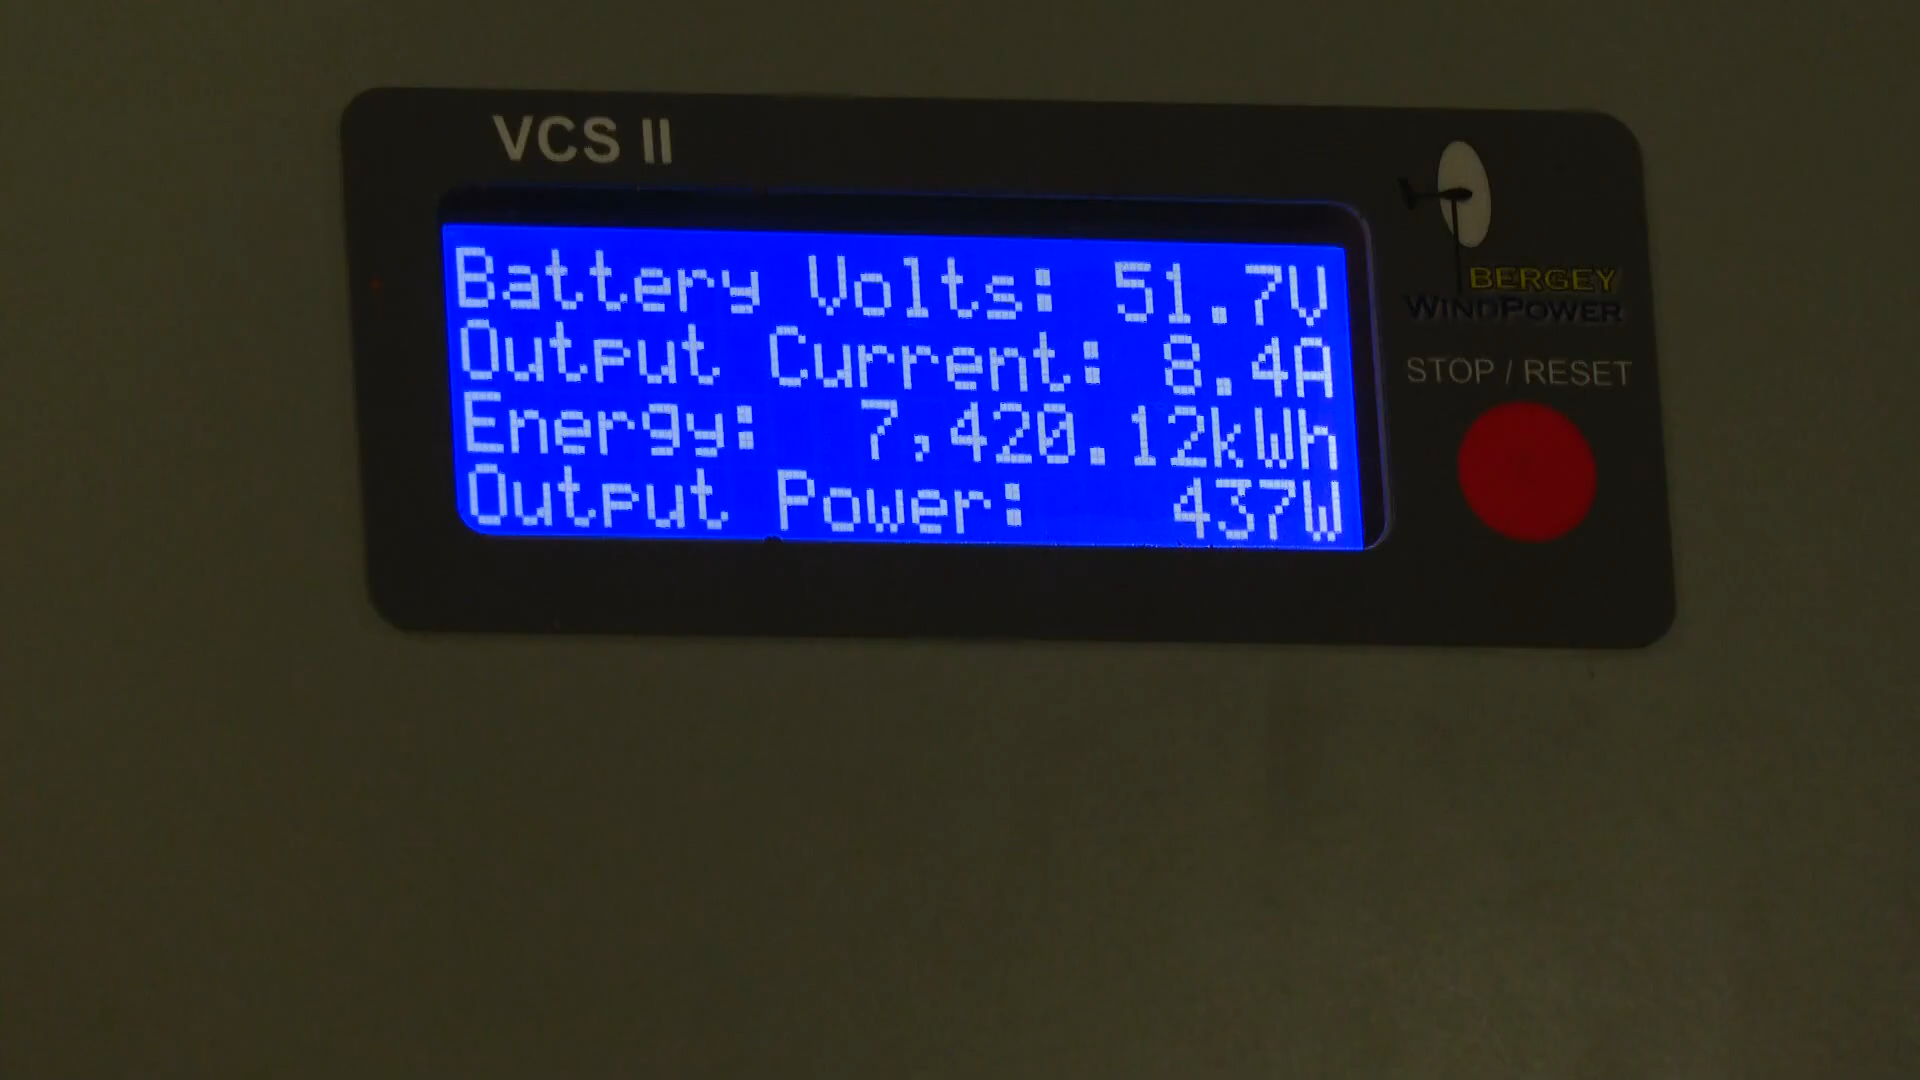 VCS II
Battery Volts: 51.7V
Output Current: 8.4A
Energy: 7,420.12kWh
Output Power: 437W
BERGEY
WINDPOWER
STOP / RESET